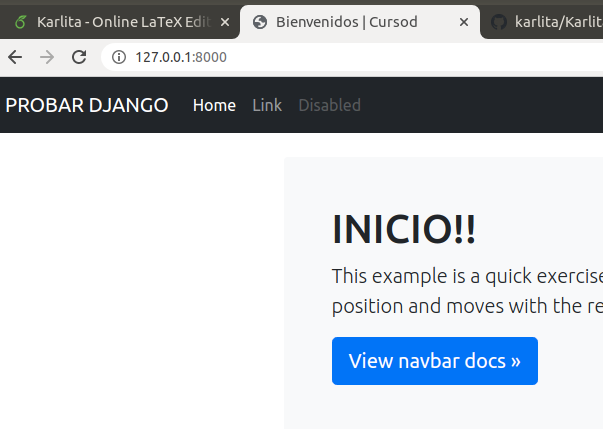 Karlita - Online LaTeX Edit
Bienvenidos | Cursod
karlita/Karlit
127.0.0.1:8000
PROBAR DJANGO Home Link Disabled
INICIO!!
This example is a quick exercise
position and moves with the re
View navbar docs »